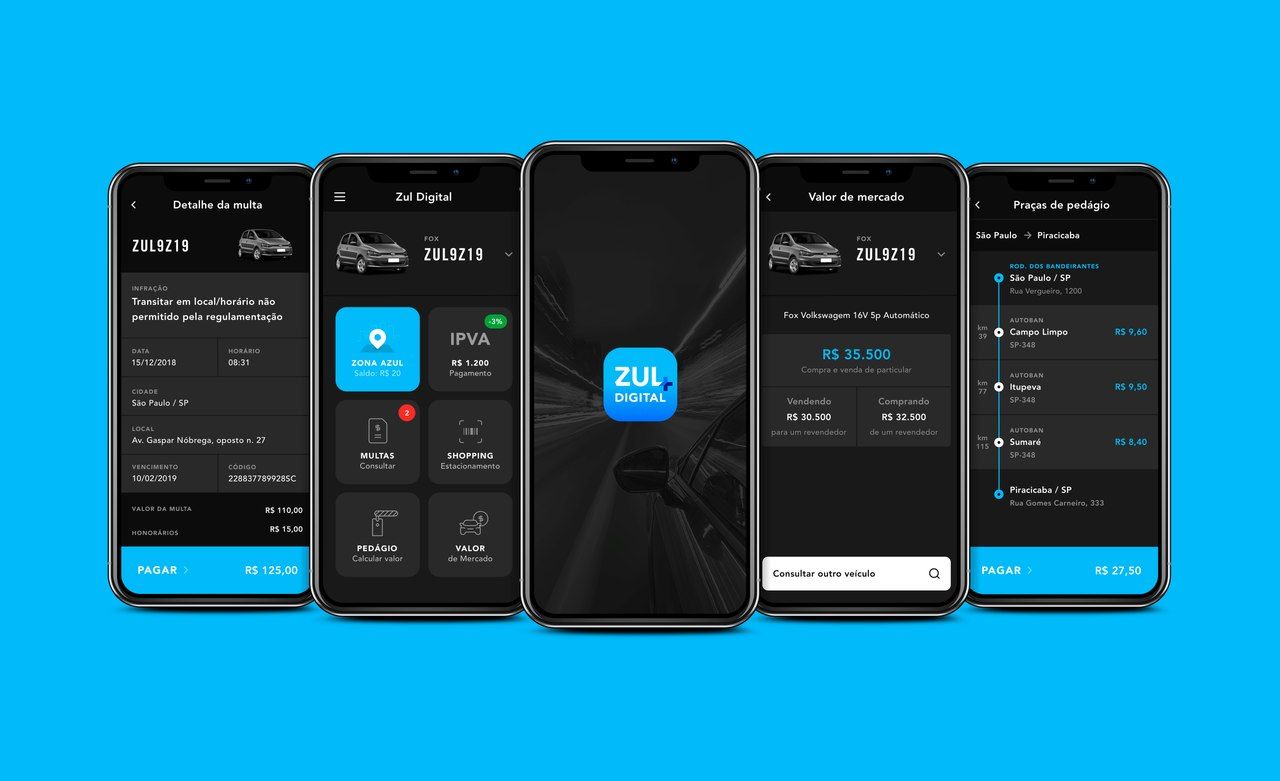 Detalhe da multa
ZUL9Z19
INFRAÇÃO
Transitar em local/horário não
permitido pela regulamentação
DATA
15/12/2018
HORÁRIO
08:31
CIDADE
São Paulo / SP
LOCAL
Av. Gaspar Nóbrega, oposto n. 27
VENCIMENTO
10/02/2019
CÓDIGO
228837789928SC
VALOR DA MULTA
R$ 110,00
HONORÁRIOS
R$ 15,00
PAGAR
R$ 125,00
Zul Digital
FOX
ZUL9Z19
ZONA AZUL
Saldo: R$ 20
-3%
IPVA
R$ 1.200
Pagamento
2
MULTAS
Consultar
SHOPPING
Estacionamento
PEDÁGIO
Calcular valor
VALOR
de Mercado
ZUL+
DIGITAL
Valor de mercado
FOX
ZUL9Z19
Fox Volkswagem 16V 5p Automático
R$ 35.500
Compra e venda de particular
Vendendo
R$ 30.500
para um revendedor
Comprando
R$ 32.500
de um revendedor
Consultar outro veículo
Praças de pedágio
São Paulo → Piracicaba
ROD. DOS BANDEIRANTES
São Paulo / SP
Rua Vergueiro, 1200
km
39
AUTOBAN
Campo Limpo
SP-348
R$ 9,60
km
77
AUTOBAN
Itupeva
SP-348
R$ 9,50
km
115
AUTOBAN
Sumaré
SP-348
R$ 8,40
Piracicaba / SP
Rua Gomes Carneiro, 333
PAGAR
R$ 27,50